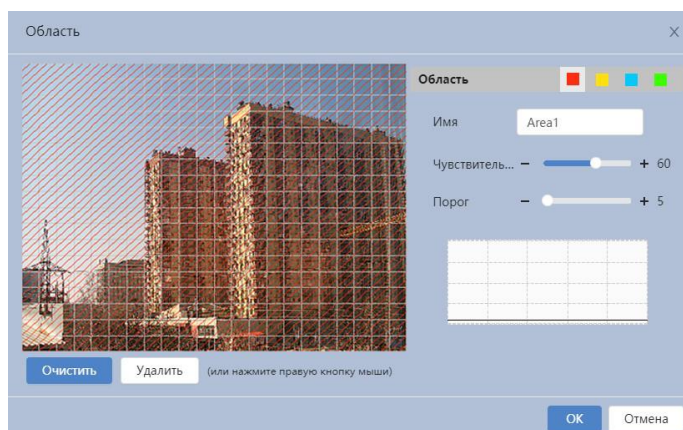 Область X
Область
Имя Area1
Чувствитель... − + 60
Порог − + 5
Очистить Удалить (или нажмите правую кнопку мыши)
OK Отмена